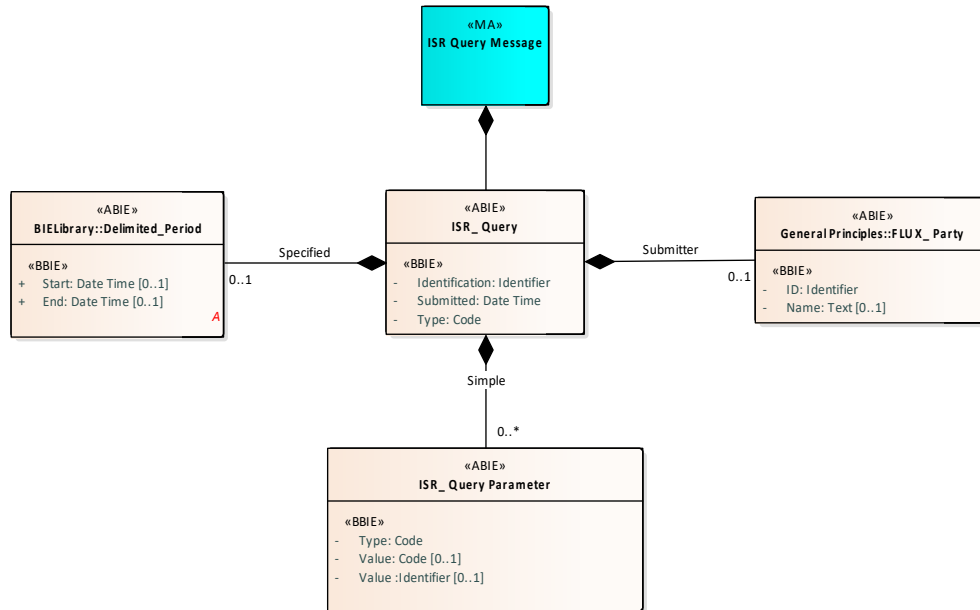 «MA»
ISR Query Message
«ABIE»
BIELibrary::Delimited_Period
«BBIE»
+ Start: Date Time [0..1]
+ End: Date Time [0..1]
A
Specified
0..1
«ABIE»
ISR_ Query
«BBIE»
- Identification: Identifier
- Submitted: Date Time
- Type: Code
Submitter
0..1
«ABIE»
General Principles::FLUX_ Party
«BBIE»
- ID: Identifier
- Name: Text [0..1]
Simple
0..*
«ABIE»
ISR_ Query Parameter
«BBIE»
- Type: Code
- Value: Code [0..1]
- Value :Identifier [0..1]